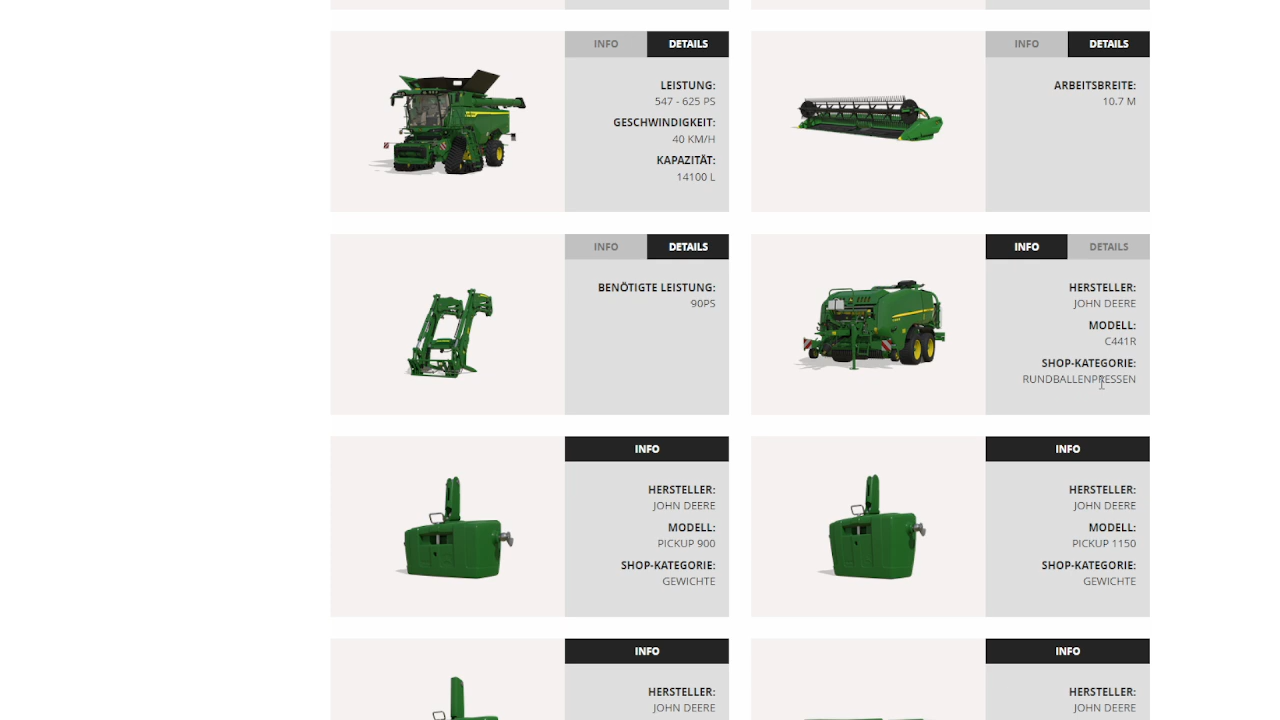 INFO
DETAILS
LEISTUNG:
547 - 625 PS
GESCHWINDIGKEIT:
40 KM/H
KAPAZITÄT:
14100 L
INFO
DETAILS
ARBEITSBREITE:
10.7 M
INFO
DETAILS
BENÖTIGTE LEISTUNG:
90PS
INFO
DETAILS
HERSTELLER:
JOHN DEERE
MODELL:
C441R
SHOP-KATEGORIE:
RUNDBALLENPRESSEN
INFO
HERSTELLER:
JOHN DEERE
MODELL:
PICKUP 900
SHOP-KATEGORIE:
GEWICHTE
INFO
HERSTELLER:
JOHN DEERE
MODELL:
PICKUP 1150
SHOP-KATEGORIE:
GEWICHTE
INFO
HERSTELLER:
JOHN DEERE
INFO
HERSTELLER:
JOHN DEERE